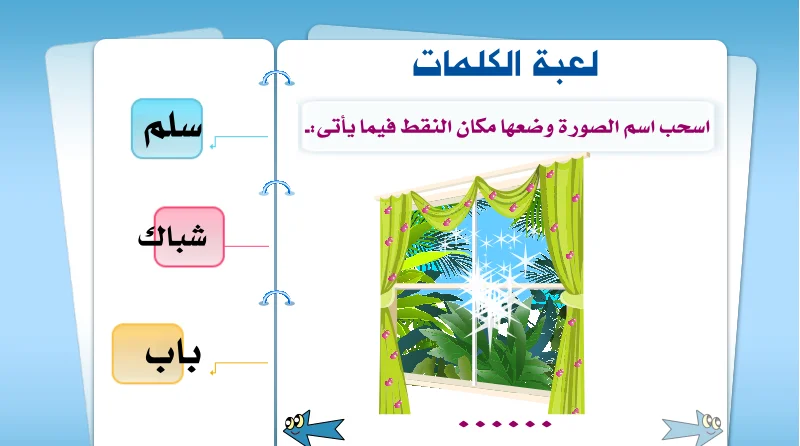 لعبة الكلمات
اسحب اسم الصورة وضعها مكان النقط فيما يأتى :ـ
سلم
شباك
باب